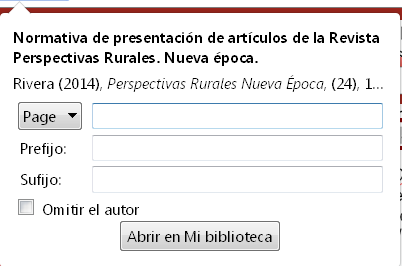 Normativa de presentación de artículos de la Revista
Perspectivas Rurales. Nueva época.
Rivera (2014), Perspectivas Rurales Nueva Época, (24), 1...
Page
Prefijo:
Sufijo:
Omitir el autor
Abrir en Mi biblioteca